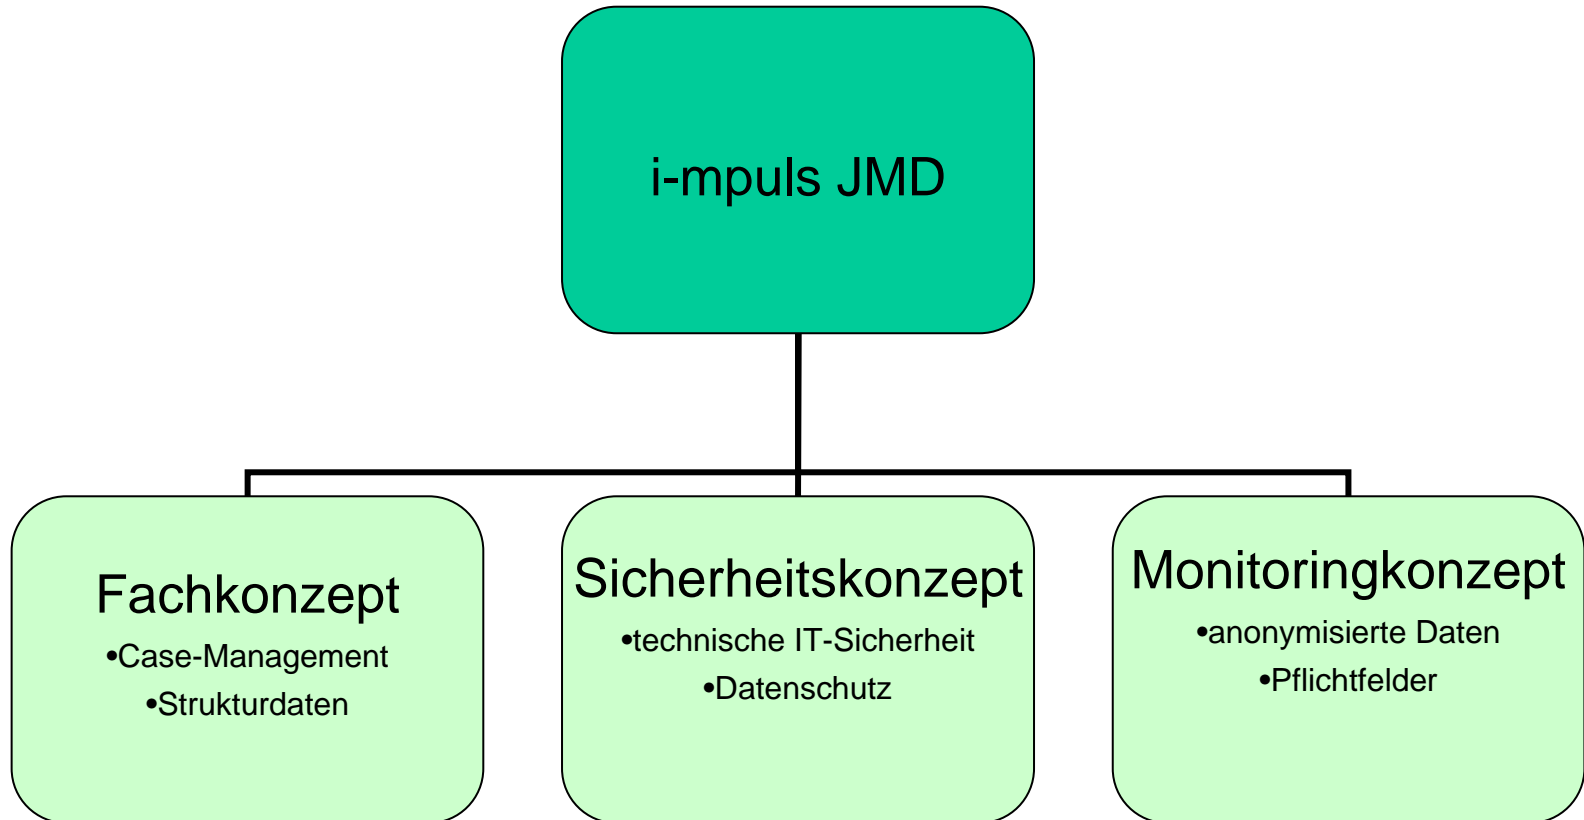 i-mpuls JMD
Fachkonzept
•Case-Management
•Strukturdaten
Sicherheitskonzept
•technische IT-Sicherheit
•Datenschutz
Monitoringkonzept
•anonymisierte Daten
•Pflichtfelder